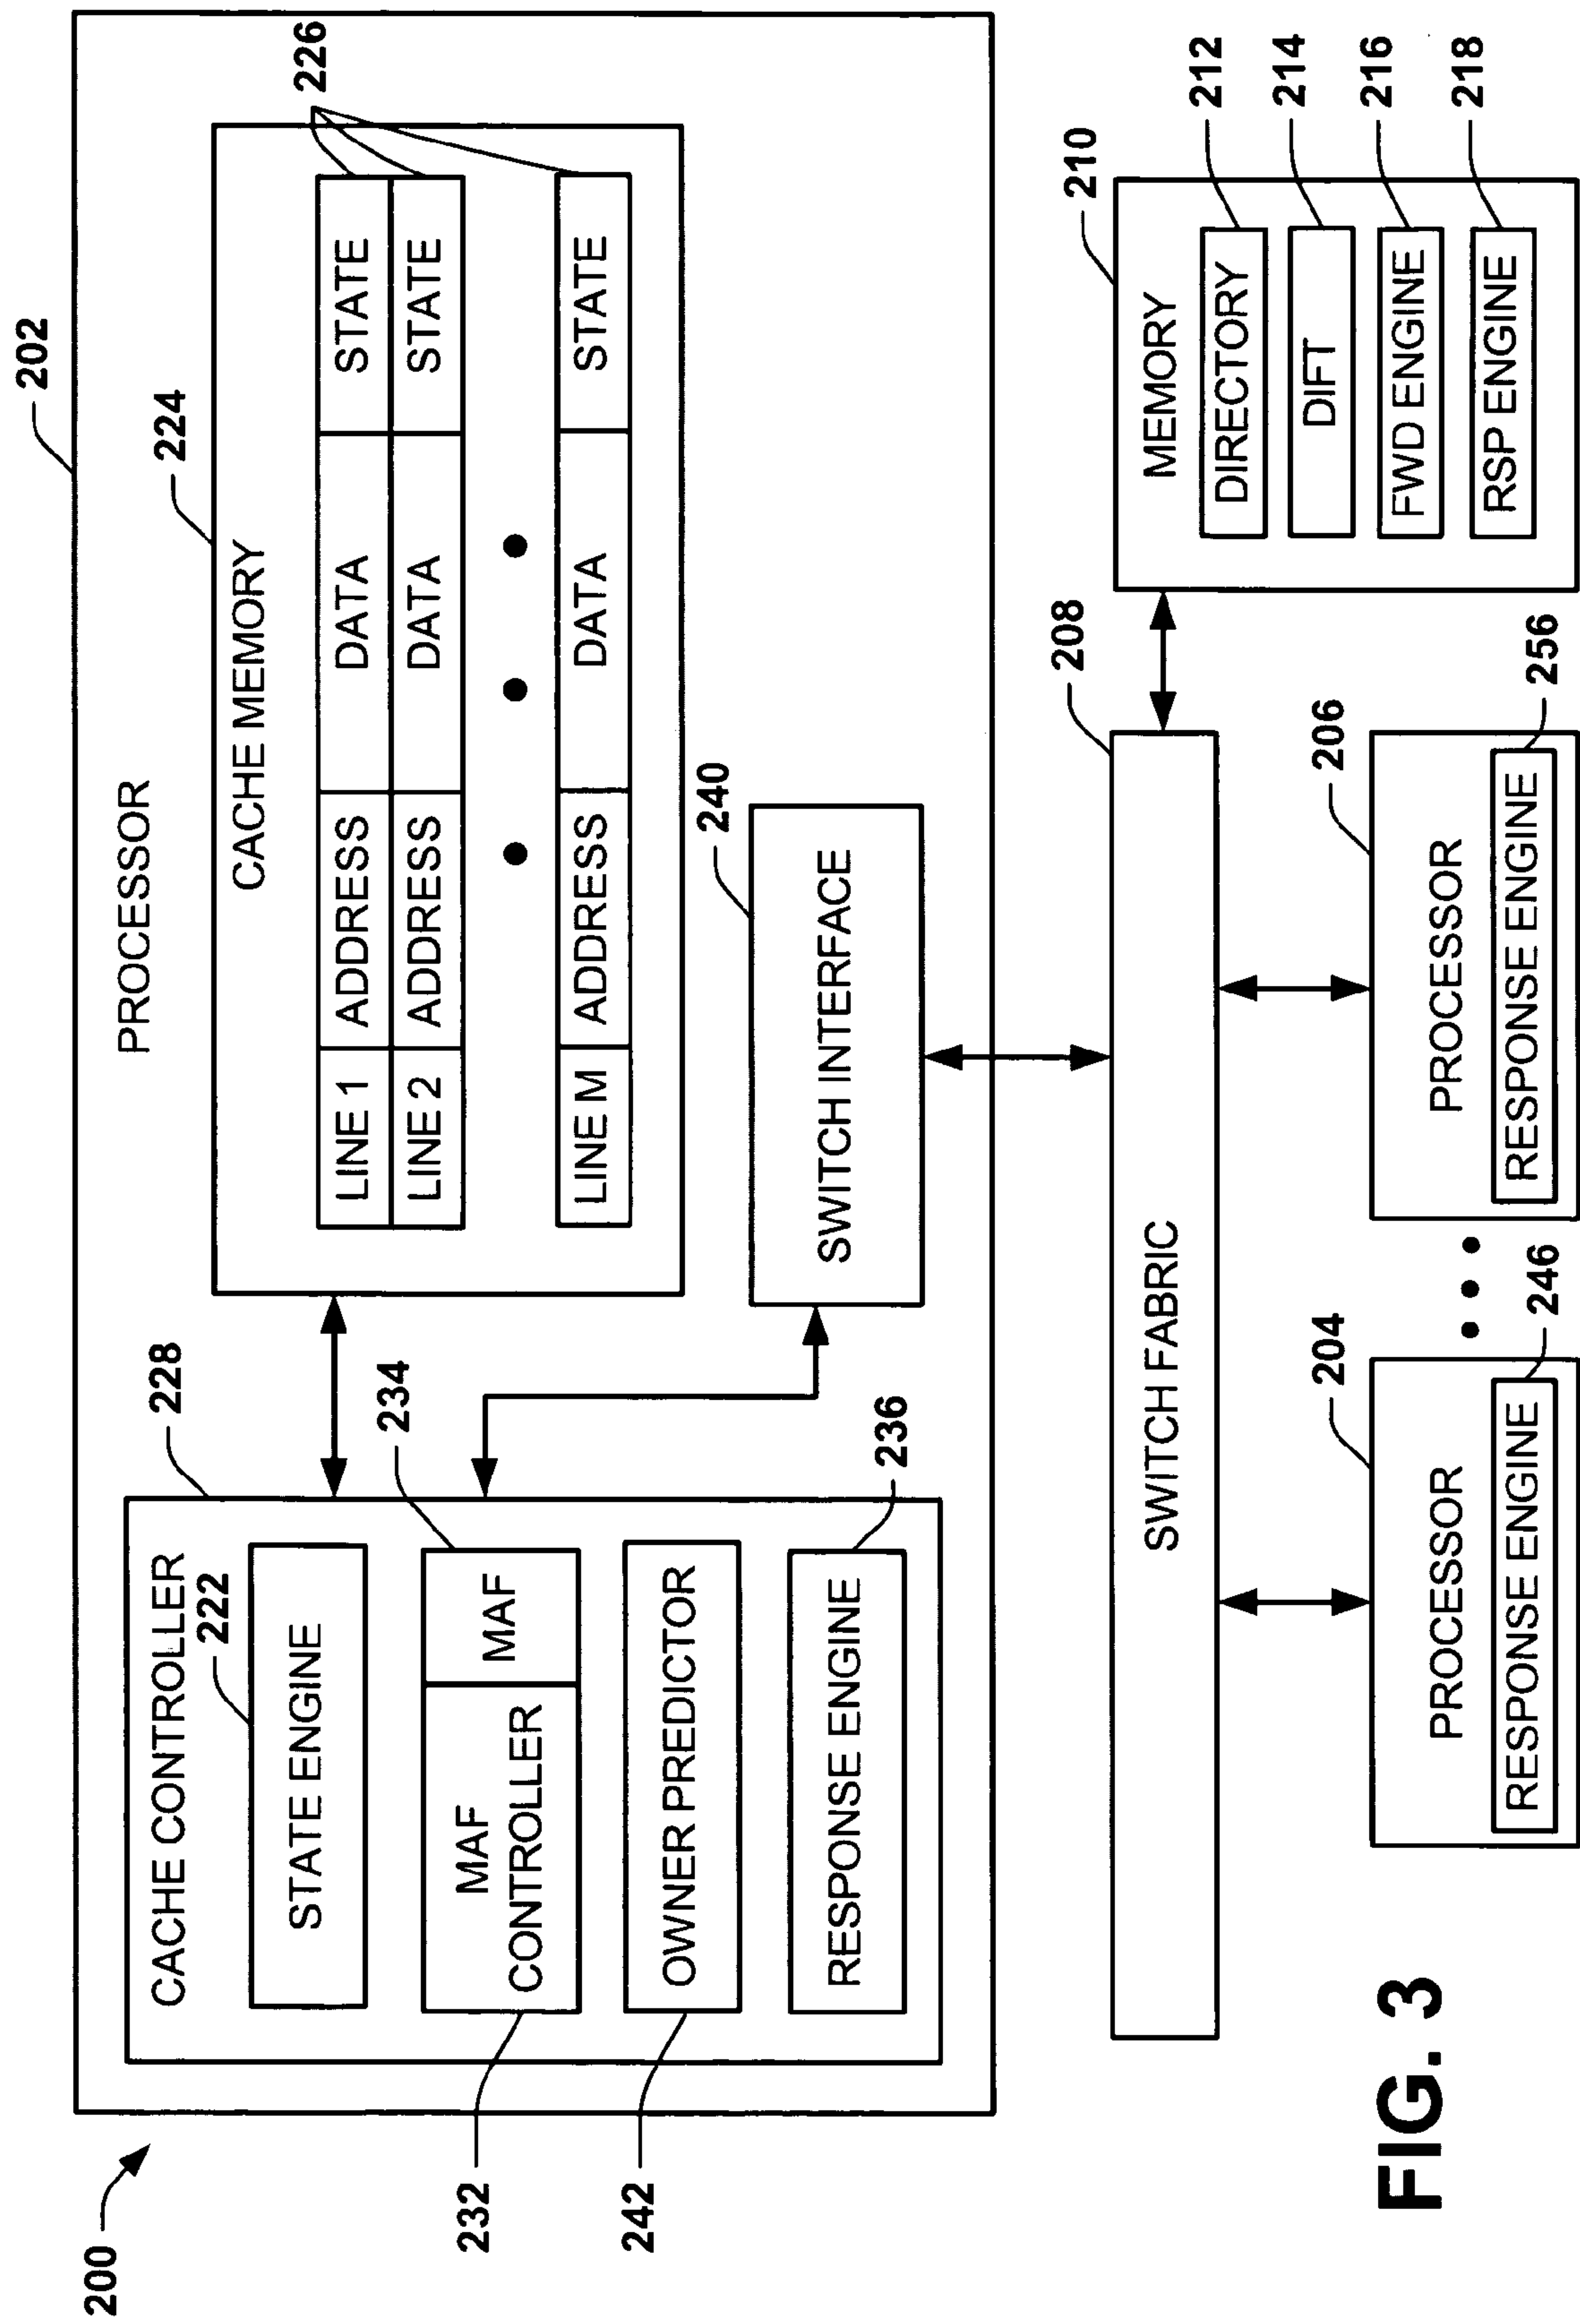 200
202
PROCESSOR
CACHE CONTROLLER
228
222
STATE ENGINE
234
MAF CONTROLLER
MAF
232
OWNER PREDICTOR
242
RESPONSE ENGINE
236
224
CACHE MEMORY
226
LINE 1 ADDRESS DATA STATE
LINE 2 ADDRESS DATA STATE
LINE M ADDRESS DATA STATE
240
SWITCH INTERFACE
208
SWITCH FABRIC
210
MEMORY
DIRECTORY 212
DIFT 214
FWD ENGINE 216
RSP ENGINE 218
204
PROCESSOR
RESPONSE ENGINE
246
206
PROCESSOR
RESPONSE ENGINE
256
FIG. 3